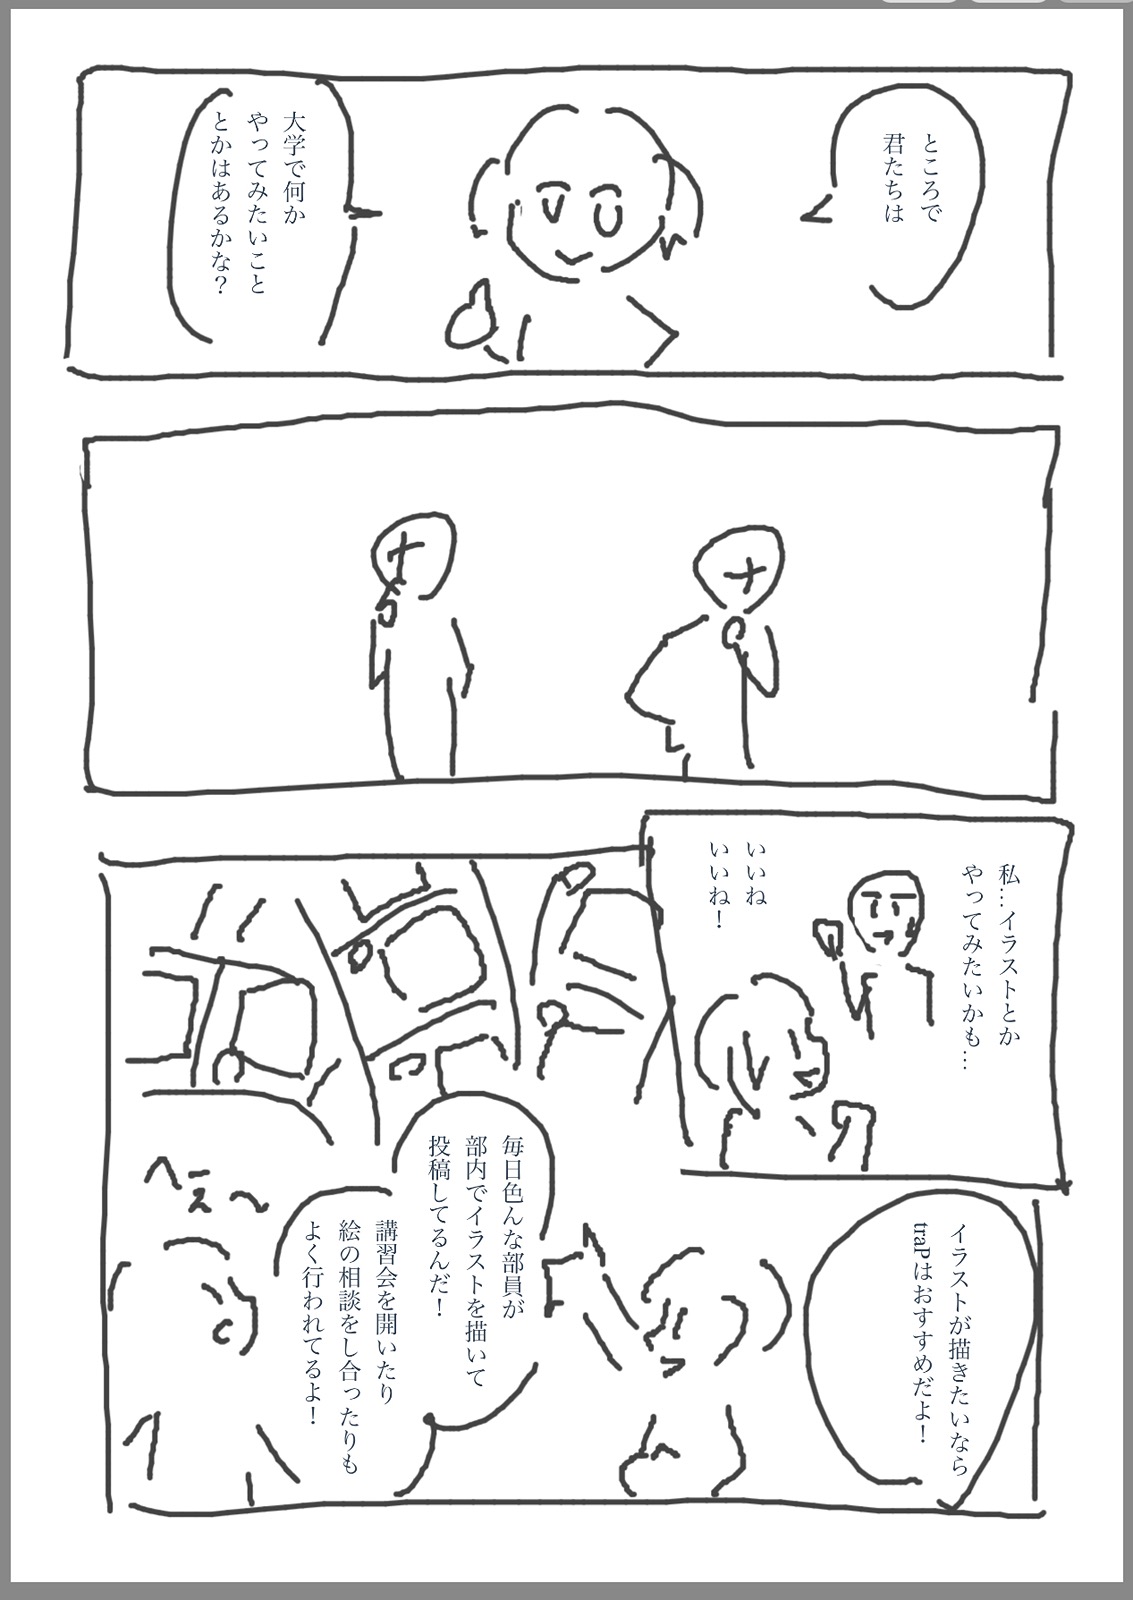 ところで
君たちは
大学で何か
やってみたいこと
とかはあるかな？
私…イラストとか
やってみたいかも…
いいね
いいね！
イラストが描きたいなら
traPはおすすめだよ！
毎日色んな部員が
部内でイラストを描いて
投稿してるんだ！
講習会を開いたり
絵の相談をし合ったりも
よく行われてるよ！
へぇ〜